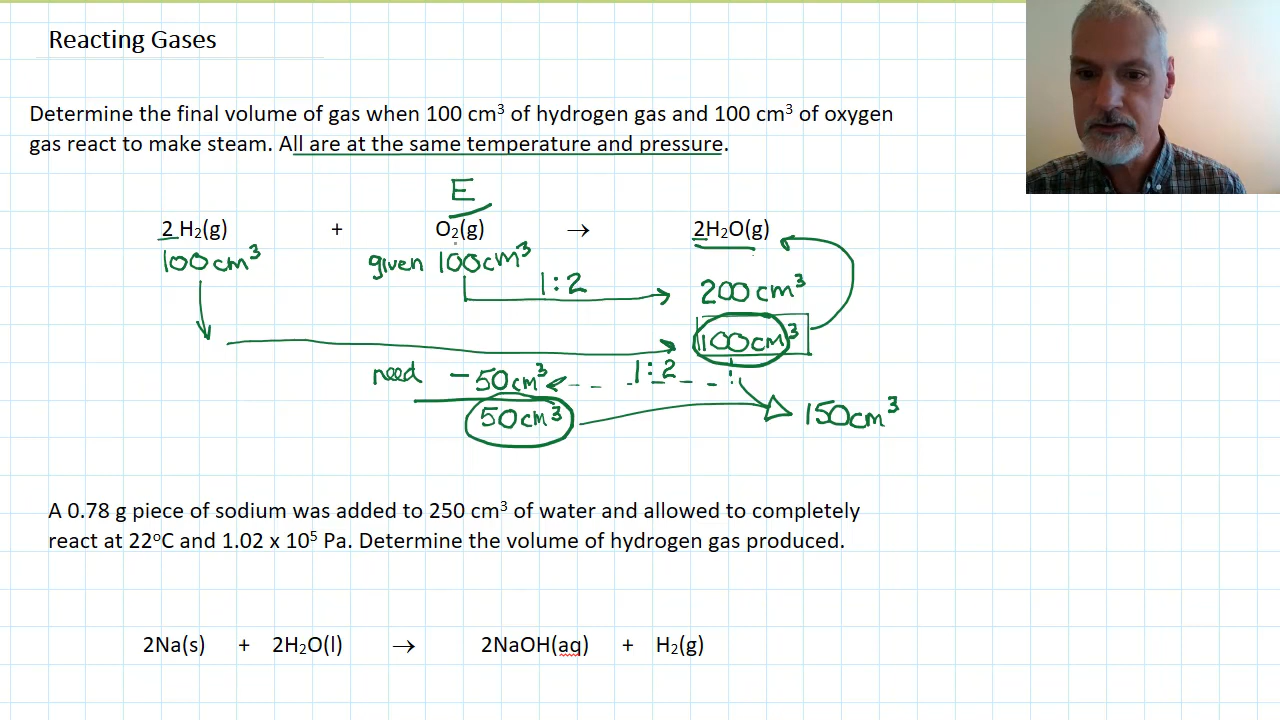 Reacting Gases
Determine the final volume of gas when 100 cm³ of hydrogen gas and 100 cm³ of oxygen
gas react to make steam. All are at the same temperature and pressure.
E
2 H₂(g) + O₂(g) → 2H₂O(g)
100cm³ given 100cm³
1:2
200cm³
100cm³
need -50cm³ 1:2
50cm³ 150cm³
A 0.78 g piece of sodium was added to 250 cm³ of water and allowed to completely
react at 22°C and 1.02 x 10⁵ Pa. Determine the volume of hydrogen gas produced.
2Na(s) + 2H₂O(l) → 2NaOH(aq) + H₂(g)